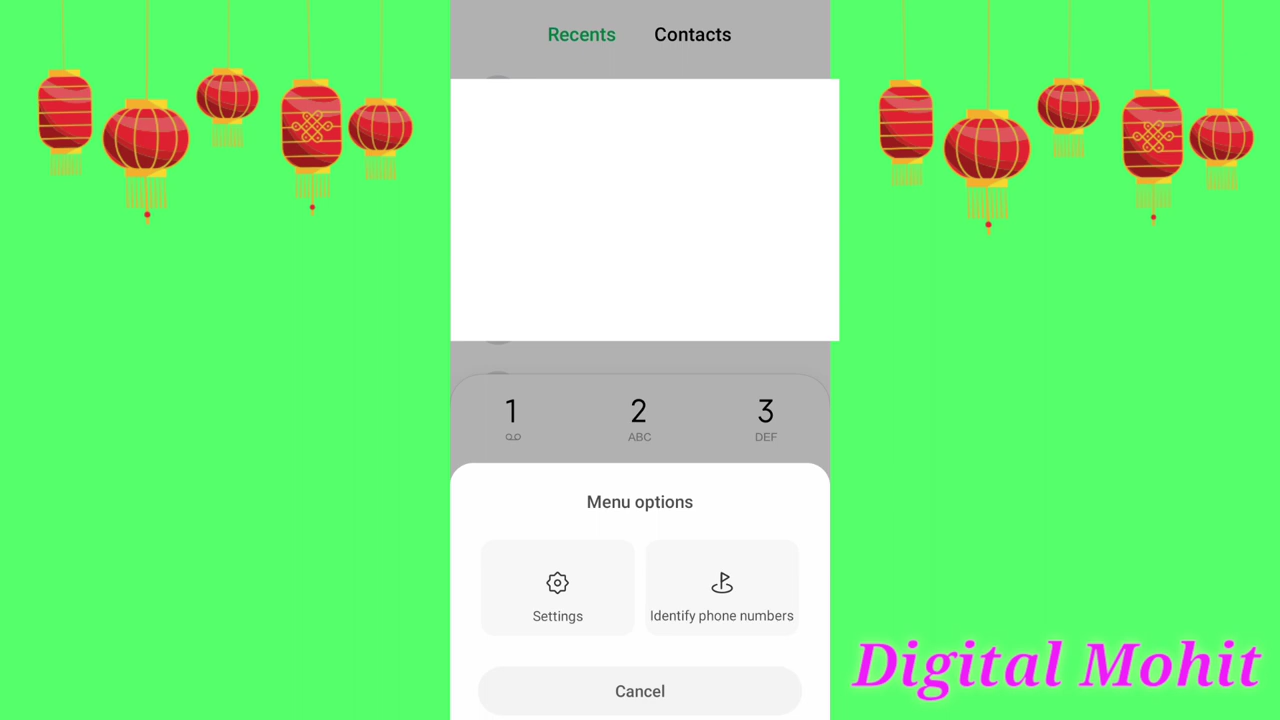 Recents Contacts
1 2 3
ABC DEF
Menu options
Settings Identify phone numbers
Cancel
Digital Mohit